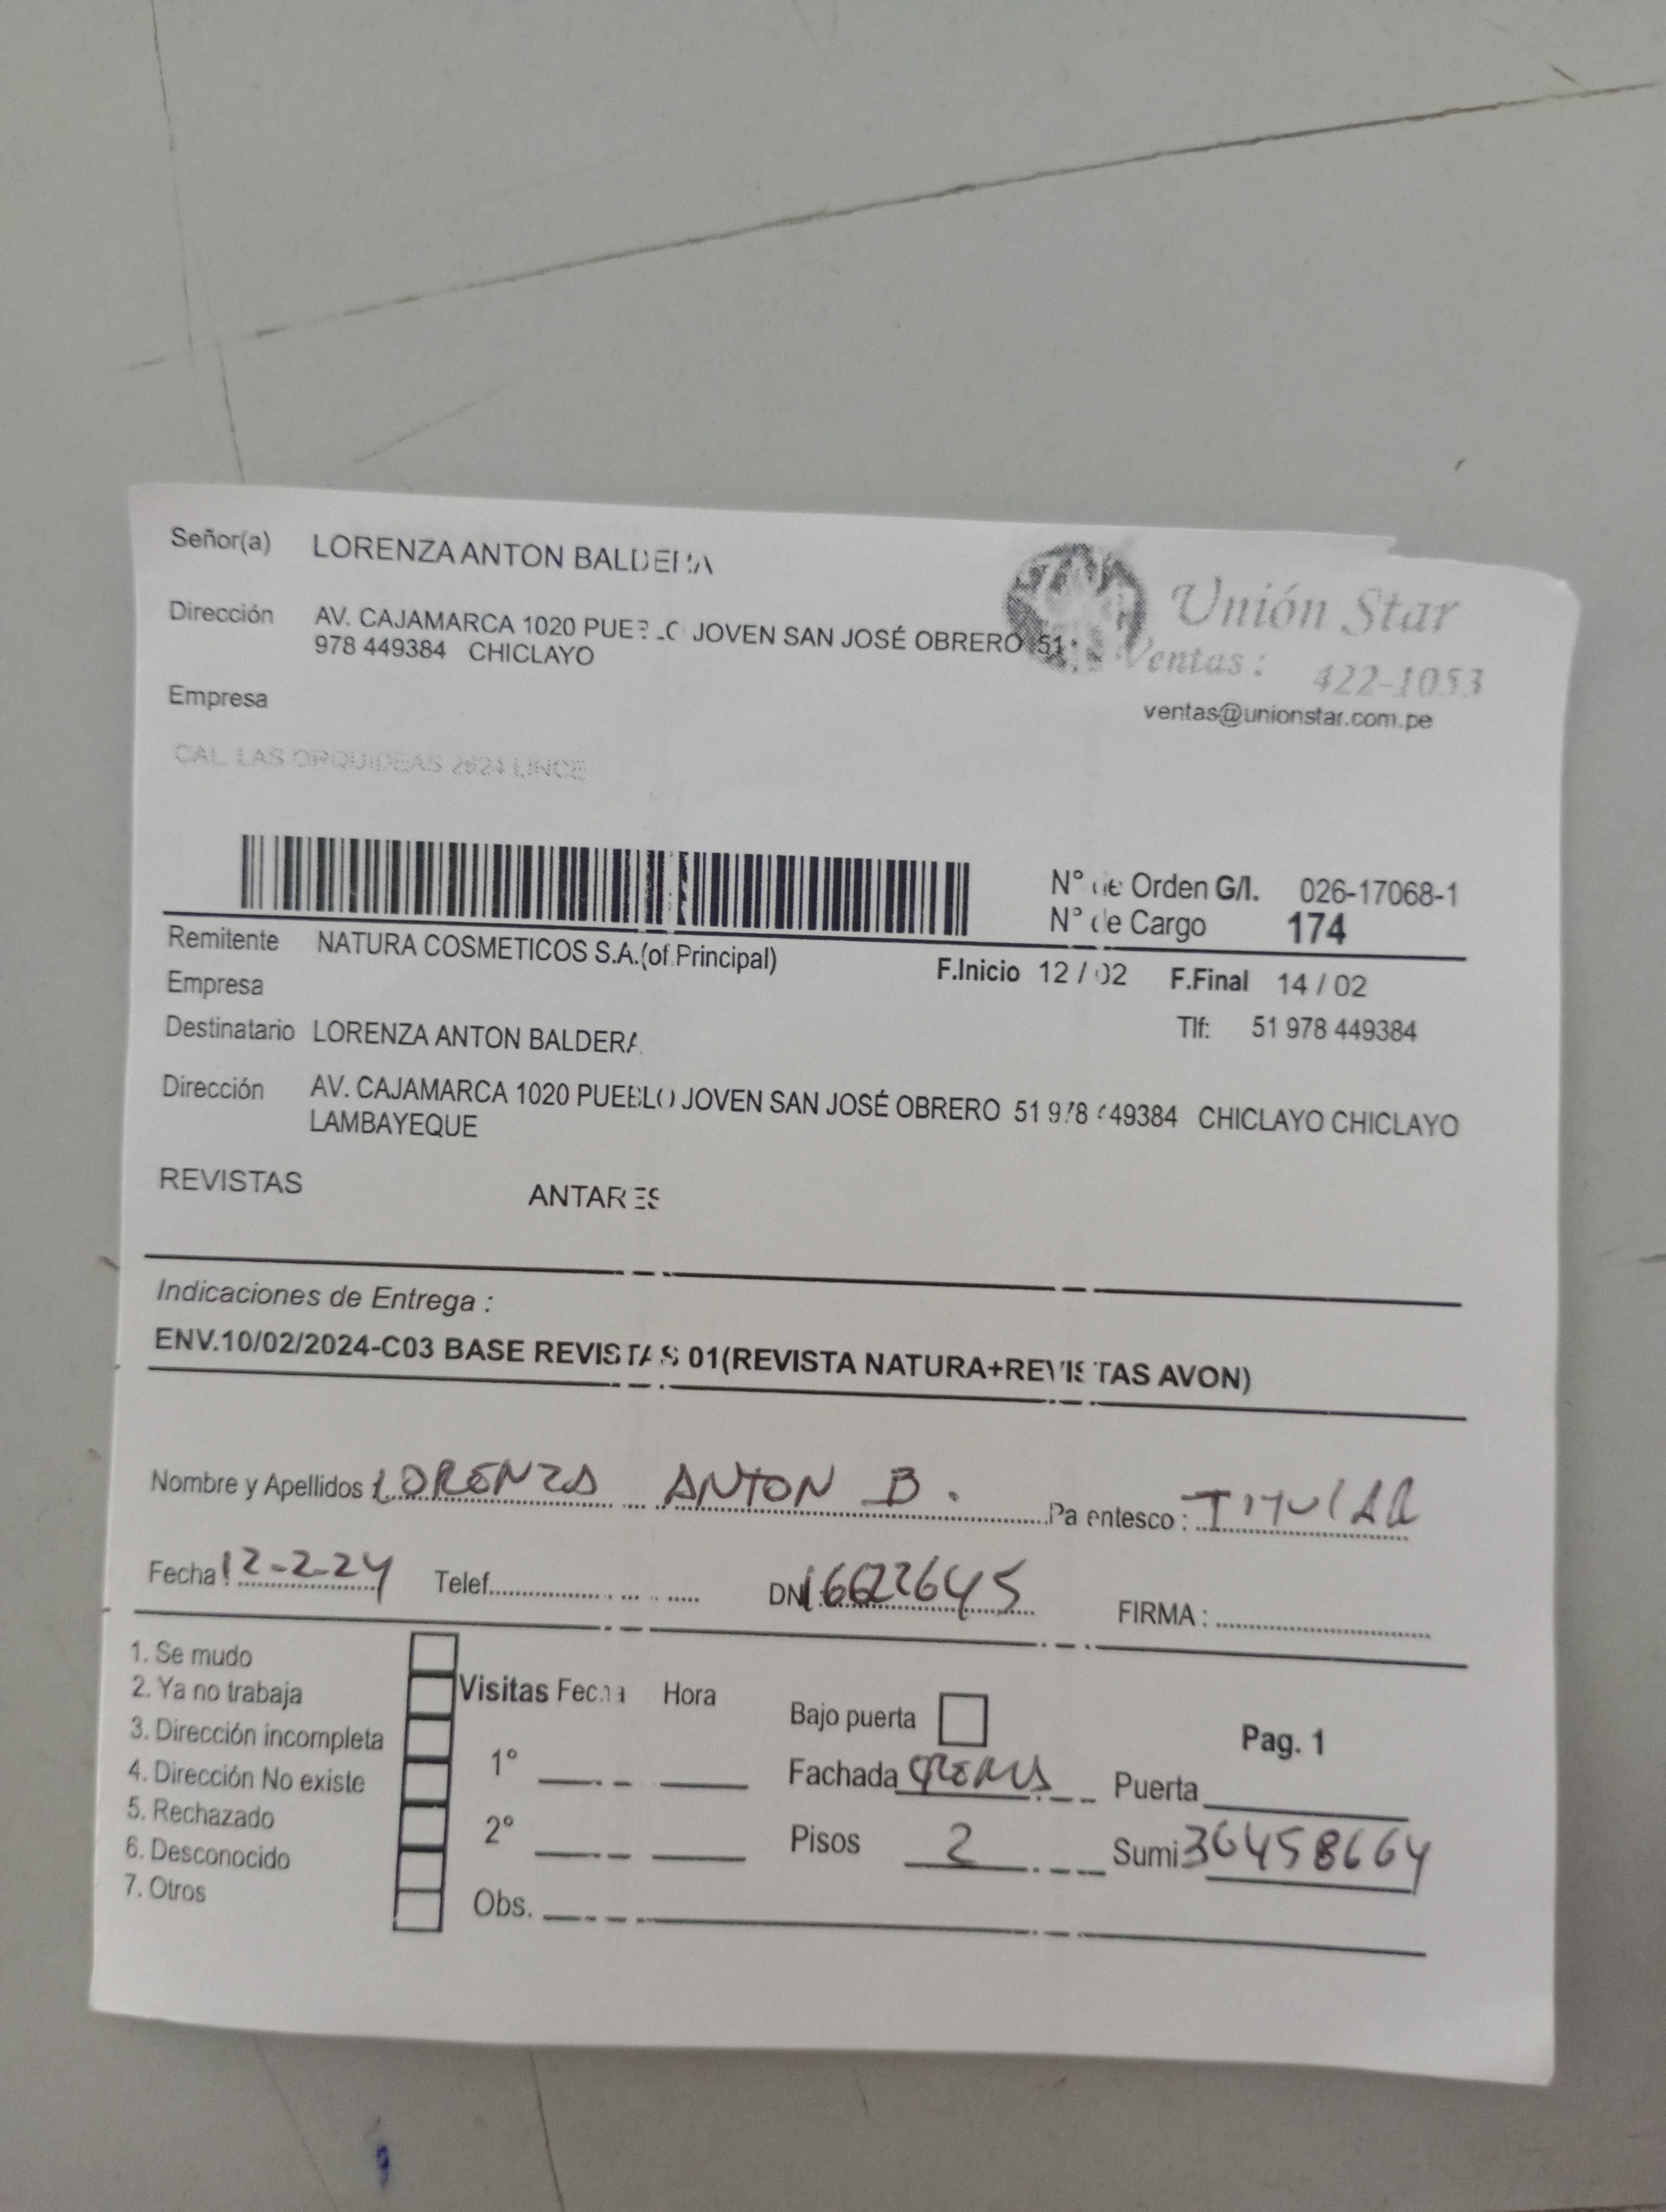 Señor(a) LORENZA ANTON BALDERA
Unión Star
Dirección AV. CAJAMARCA 1020 PUEBLO JOVEN SAN JOSÉ OBRERO 51
978 449384 CHICLAYO
Ventas: 422-1053
Empresa
ventas@unionstar.com.pe
CAL. LAS ORQUIDEAS 2624 LINCE
N° de Orden G/I. 026-17068-1
N° de Cargo 174
Remitente NATURA COSMETICOS S.A.(of.Principal)
F.Inicio 12 / 02 F.Final 14 / 02
Empresa
Destinatario LORENZA ANTON BALDERA
Tlf: 51 978 449384
Dirección AV. CAJAMARCA 1020 PUEBLO JOVEN SAN JOSÉ OBRERO 51 978 449384 CHICLAYO CHICLAYO
LAMBAYEQUE
REVISTAS ANTARES
Indicaciones de Entrega :
ENV.10/02/2024-C03 BASE REVISTAS 01(REVISTA NATURA+REVISTAS AVON)
Nombre y Apellidos : LORENZA ANTON B. Parentesco : TITULAR
Fecha 12-2-24 Telef. DNI 16622645 FIRMA :
1. Se mudo
2. Ya no trabaja
3. Dirección incompleta
4. Dirección No existe
5. Rechazado
6. Desconocido
7. Otros
Visitas Fecha Hora
1°
2°
Obs.
Bajo puerta
Fachada CREMA
Pisos 2
Pag. 1
Puerta
Sumi 36458664